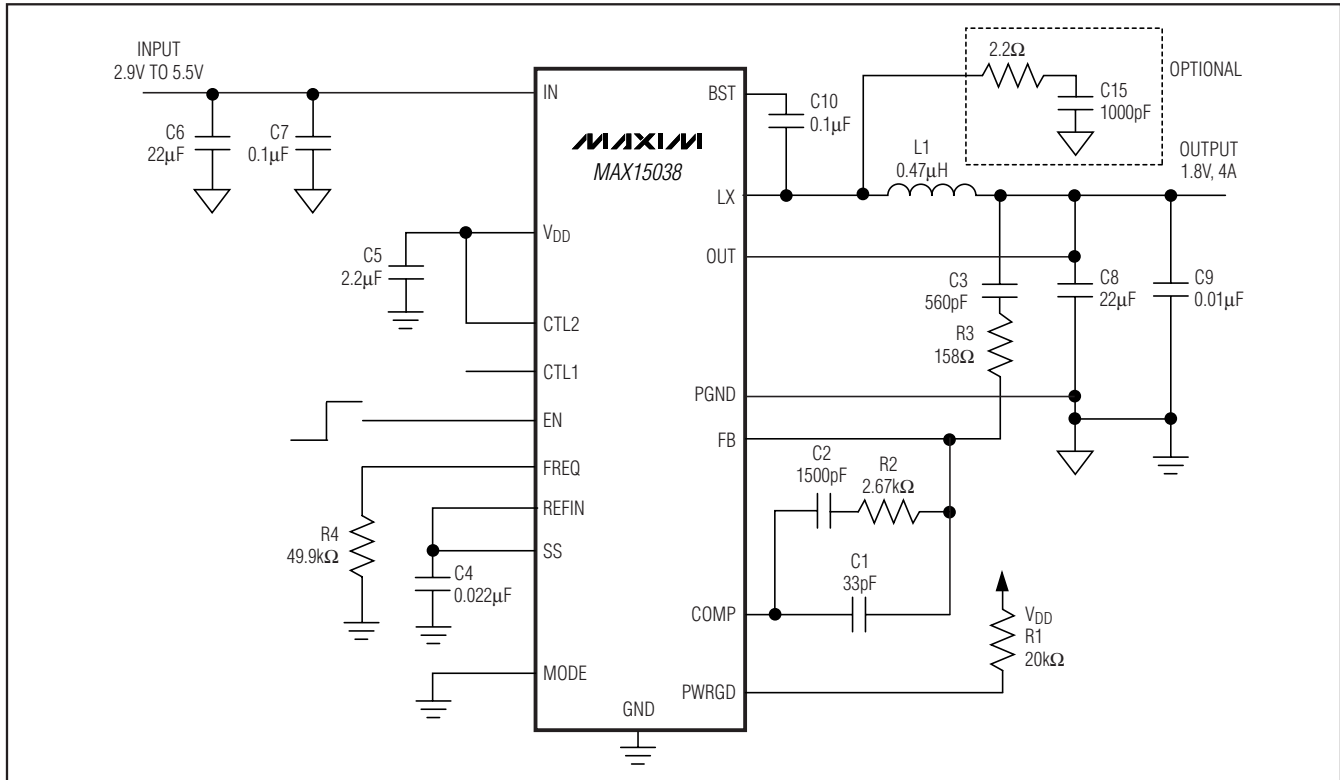 INPUT
2.9V TO 5.5V
C6
22µF
C7
0.1µF
IN
BST
C10
0.1µF
2.2Ω
C15
1000pF
OPTIONAL
MAXIM
MAX15038
L1
0.47µH
OUTPUT
1.8V, 4A
LX
VDD
C5
2.2µF
OUT
C3
560pF
C8
22µF
C9
0.01µF
CTL2
R3
158Ω
CTL1
PGND
EN
FB
FREQ
C2
1500pF
R2
2.67kΩ
REFIN
R4
49.9kΩ
SS
C4
0.022µF
C1
33pF
COMP
VDD
R1
20kΩ
MODE
PWRGD
GND